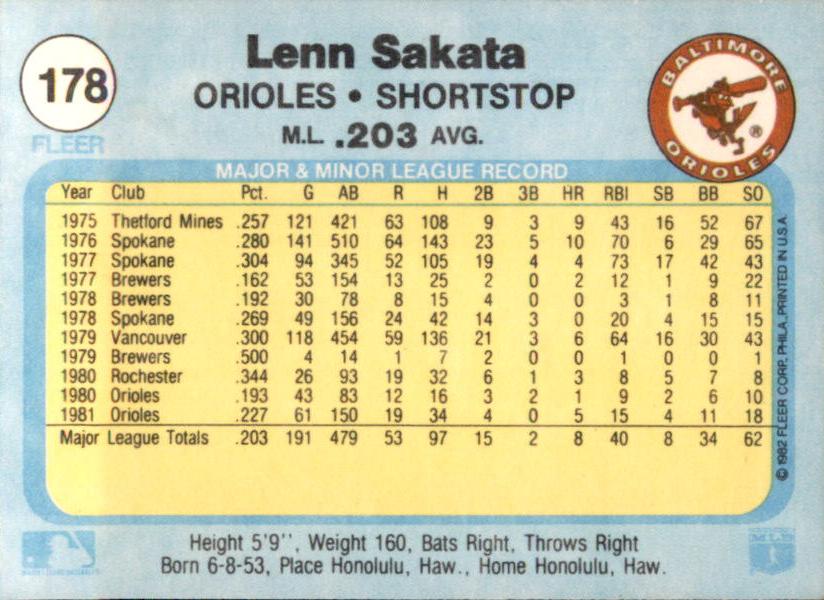 178
FLEER
Lenn Sakata
ORIOLES • SHORTSTOP
M.L. .203 AVG.
BALTIMORE
ORIOLES
®
MAJOR & MINOR LEAGUE RECORD
Year Club Pct. G AB R H 2B 3B HR RBI SB BB SO
1975 Thetford Mines .257 121 421 63 108 9 3 9 43 16 52 67
1976 Spokane .280 141 510 64 143 23 5 10 70 6 29 65
1977 Spokane .304 94 345 52 105 19 4 4 73 17 42 43
1977 Brewers .162 53 154 13 25 2 0 2 12 1 9 22
1978 Brewers .192 30 78 8 15 4 0 0 3 1 8 11
1978 Spokane .269 49 156 24 42 14 3 0 20 4 15 15
1979 Vancouver .300 118 454 59 136 21 3 6 64 16 30 43
1979 Brewers .500 4 14 1 7 2 0 0 1 0 0 1
1980 Rochester .344 26 93 19 32 6 1 3 8 5 7 8
1980 Orioles .193 43 83 12 16 3 2 1 9 2 6 10
1981 Orioles .227 61 150 19 34 4 0 5 15 4 11 18
Major League Totals .203 191 479 53 97 15 2 8 40 8 34 62
© 1982 FLEER CORP. PHILA. PRINTED IN U.S.A.
Height 5'9'', Weight 160, Bats Right, Throws Right
Born 6-8-53, Place Honolulu, Haw., Home Honolulu, Haw.